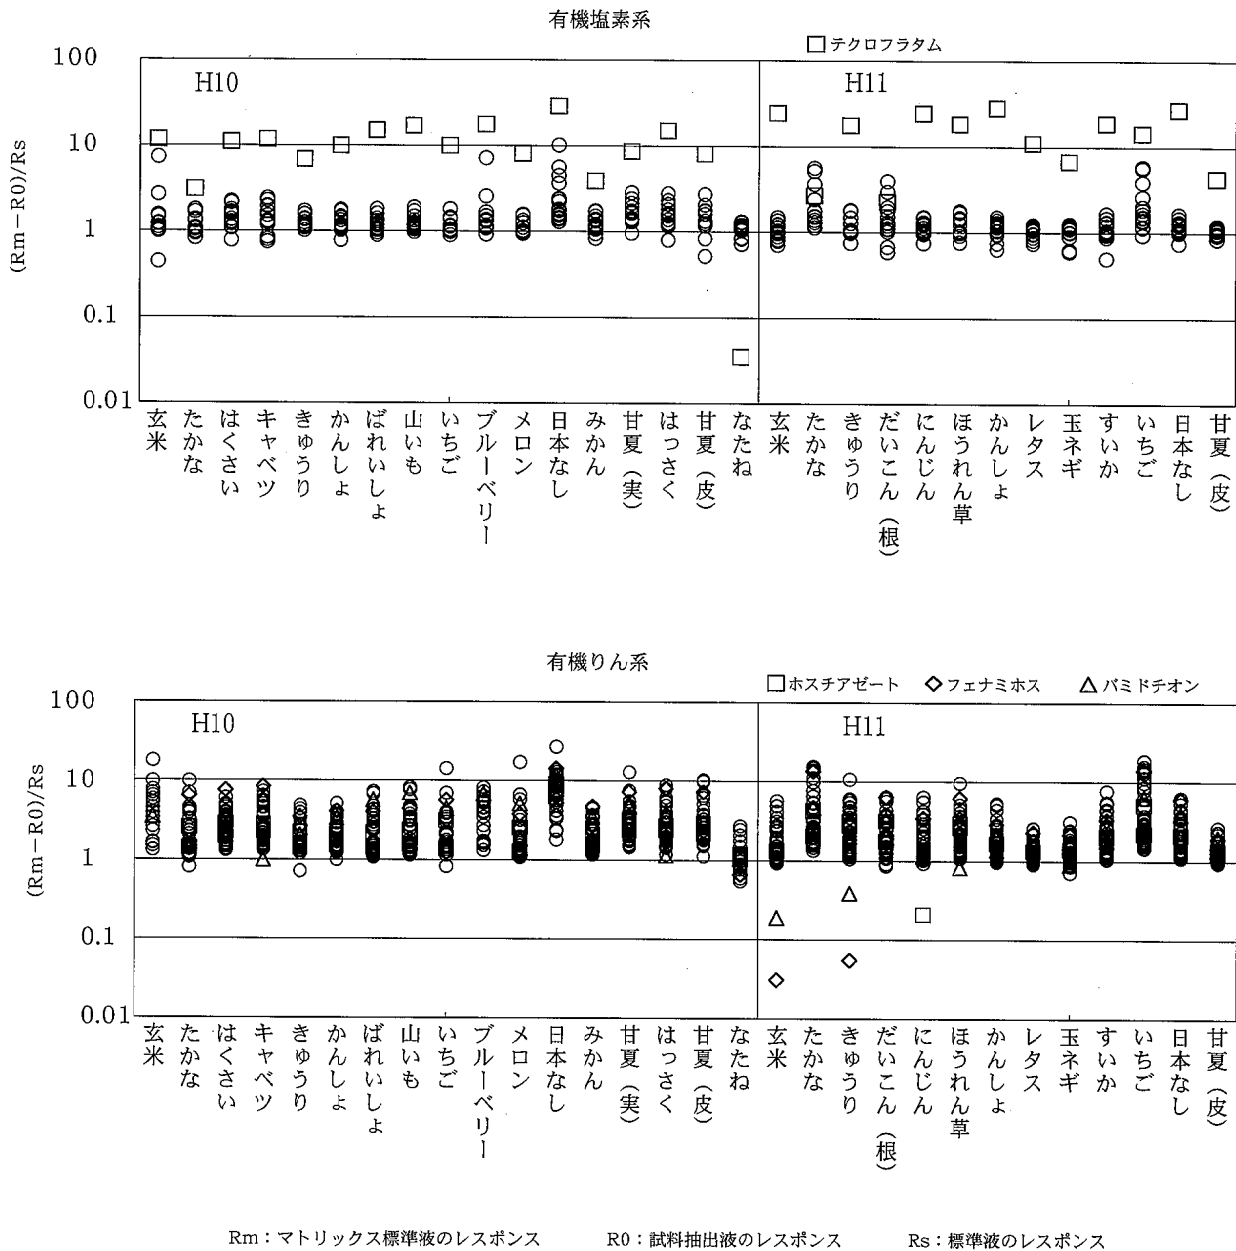 有機塩素系
□テクロフラタム
100
10
1
0.1
0.01
(Rm－R0)/Rs
H10
H11
玄米
たかな
はくさい
キャベツ
きゅうり
かんしょ
ばれいしょ
山いも
いちご
ブルーベリー
メロン
日本なし
みかん
甘夏（実）
はっさく
甘夏（皮）
なたね
玄米
たかな
きゅうり
だいこん（根）
にんじん
ほうれん草
かんしょ
レタス
玉ネギ
すいか
いちご
日本なし
甘夏（皮）
有機りん系
□ホスチアゼート ◇フェナミホス △バミドチオン
100
10
1
0.1
0.01
(Rm－R0)/Rs
H10
H11
玄米
たかな
はくさい
キャベツ
きゅうり
かんしょ
ばれいしょ
山いも
いちご
ブルーベリー
メロン
日本なし
みかん
甘夏（実）
はっさく
甘夏（皮）
なたね
玄米
たかな
きゅうり
だいこん（根）
にんじん
ほうれん草
かんしょ
レタス
玉ネギ
すいか
いちご
日本なし
甘夏（皮）
Rm：マトリックス標準液のレスポンス R0：試料抽出液のレスポンス Rs：標準液のレスポンス